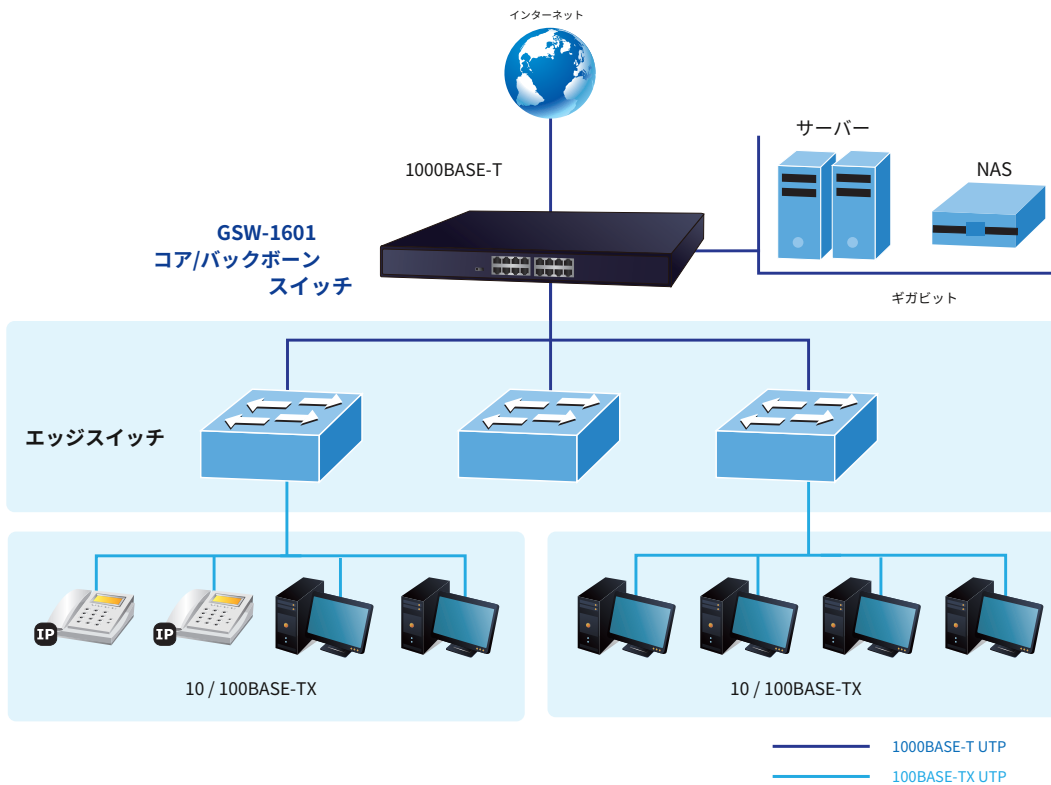 インターネット
1000BASE-T
サーバー
NAS
GSW-1601
コア/バックボーン
スイッチ
ギガビット
エッジスイッチ
IP
IP
10 / 100BASE-TX
10 / 100BASE-TX
1000BASE-T UTP
100BASE-TX UTP